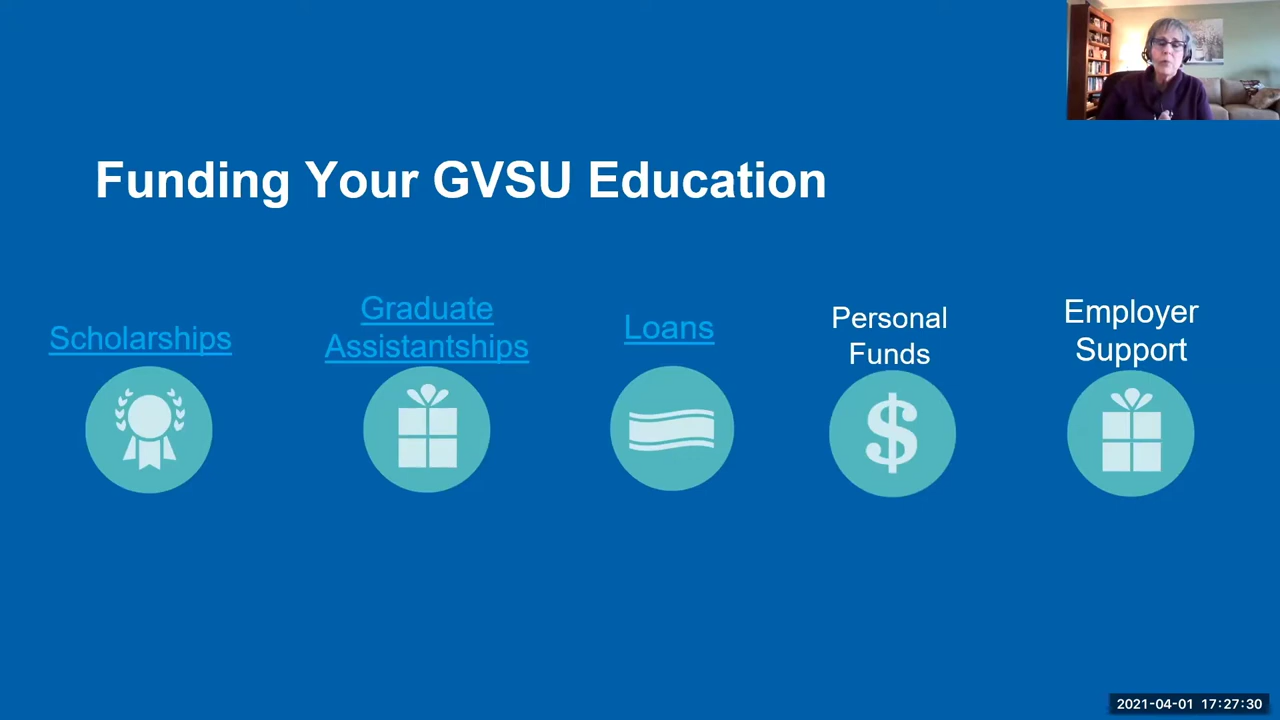 Funding Your GVSU Education
Scholarships
Graduate
Assistantships
Loans
Personal
Funds
Employer
Support
$
2021-04-01 17:27:30